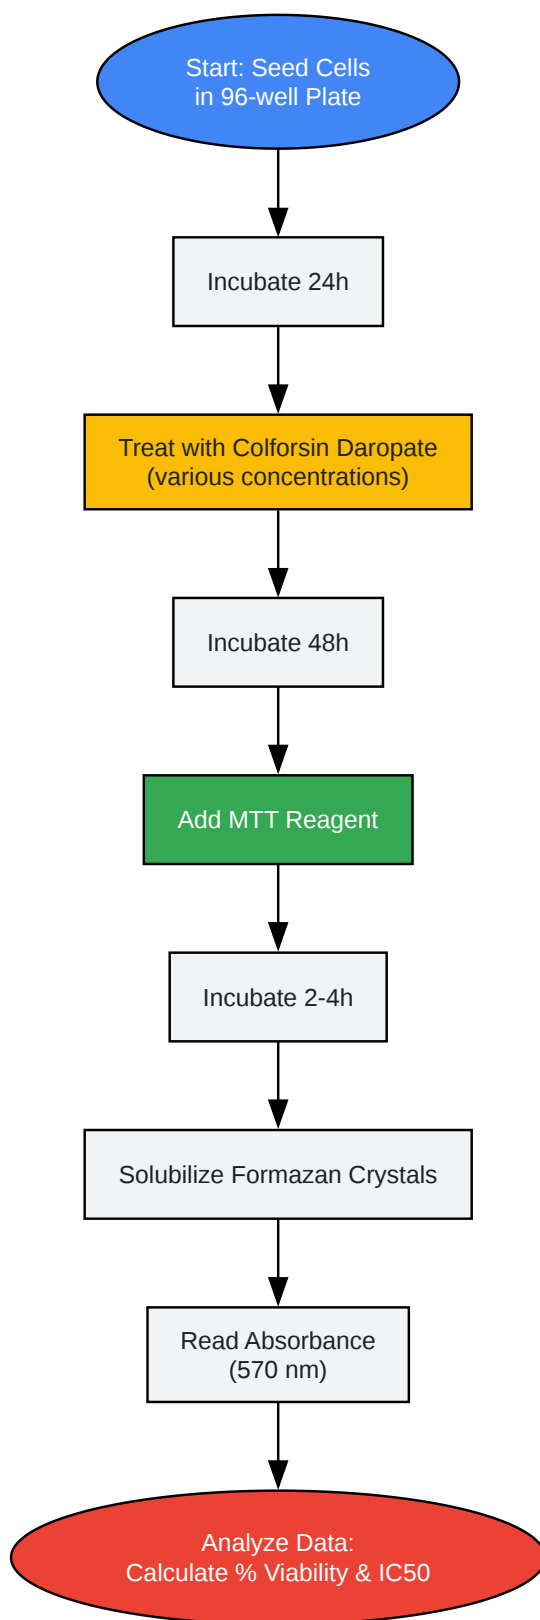 Start: Seed Cells
in 96-well Plate
Incubate 24h
Treat with Colforsin Daropate
(various concentrations)
Incubate 48h
Add MTT Reagent
Incubate 2-4h
Solubilize Formazan Crystals
Read Absorbance
(570 nm)
Analyze Data:
Calculate % Viability & IC50